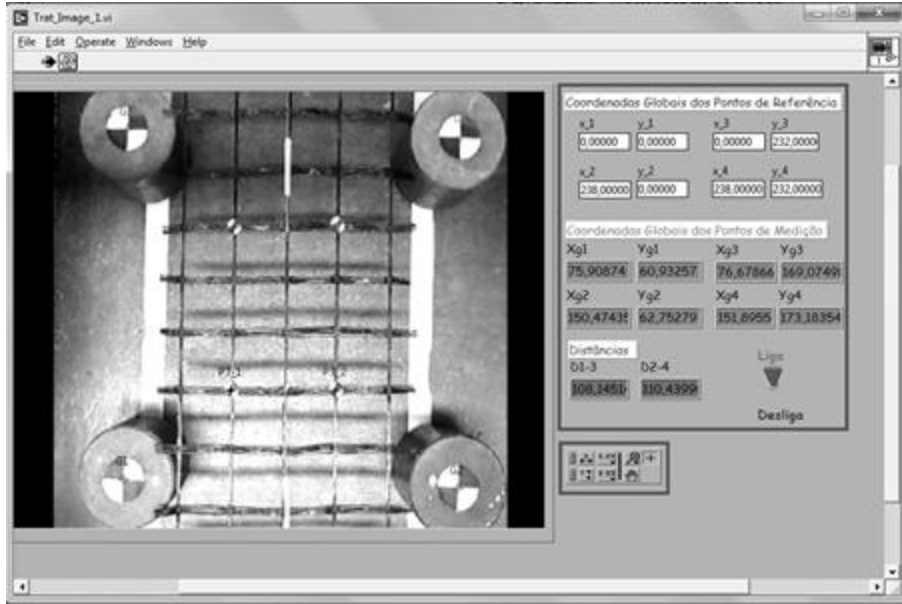 Trat_Image_1.vi
File Edit Operate Windows Help
Coordenadas Globais dos Pontos de Referência
x_1 y_1 x_3 y_3
0,00000 0,00000 0,00000 232,0000
x_2 y_2 x_4 y_4
238,00000 0,00000 238,00000 232,00000
Coordenadas Globais dos Pontos de Medição
Xg1 Yg1 Xg3 Yg3
75,90874 60,93257 76,67866 169,07498
Xg2 Yg2 Xg4 Yg4
150,4743 62,75279 151,8955 173,18354
Distâncias
D1-3 D2-4
108,1451 110,4399
Liga
Desliga